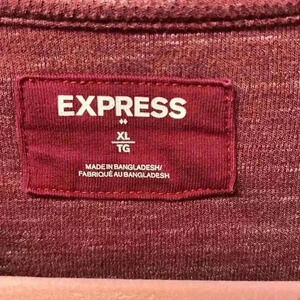 EXPRESS
XL
TG
MADE IN BANGLADESH/
FABRIQUÉ AU BANGLADESH